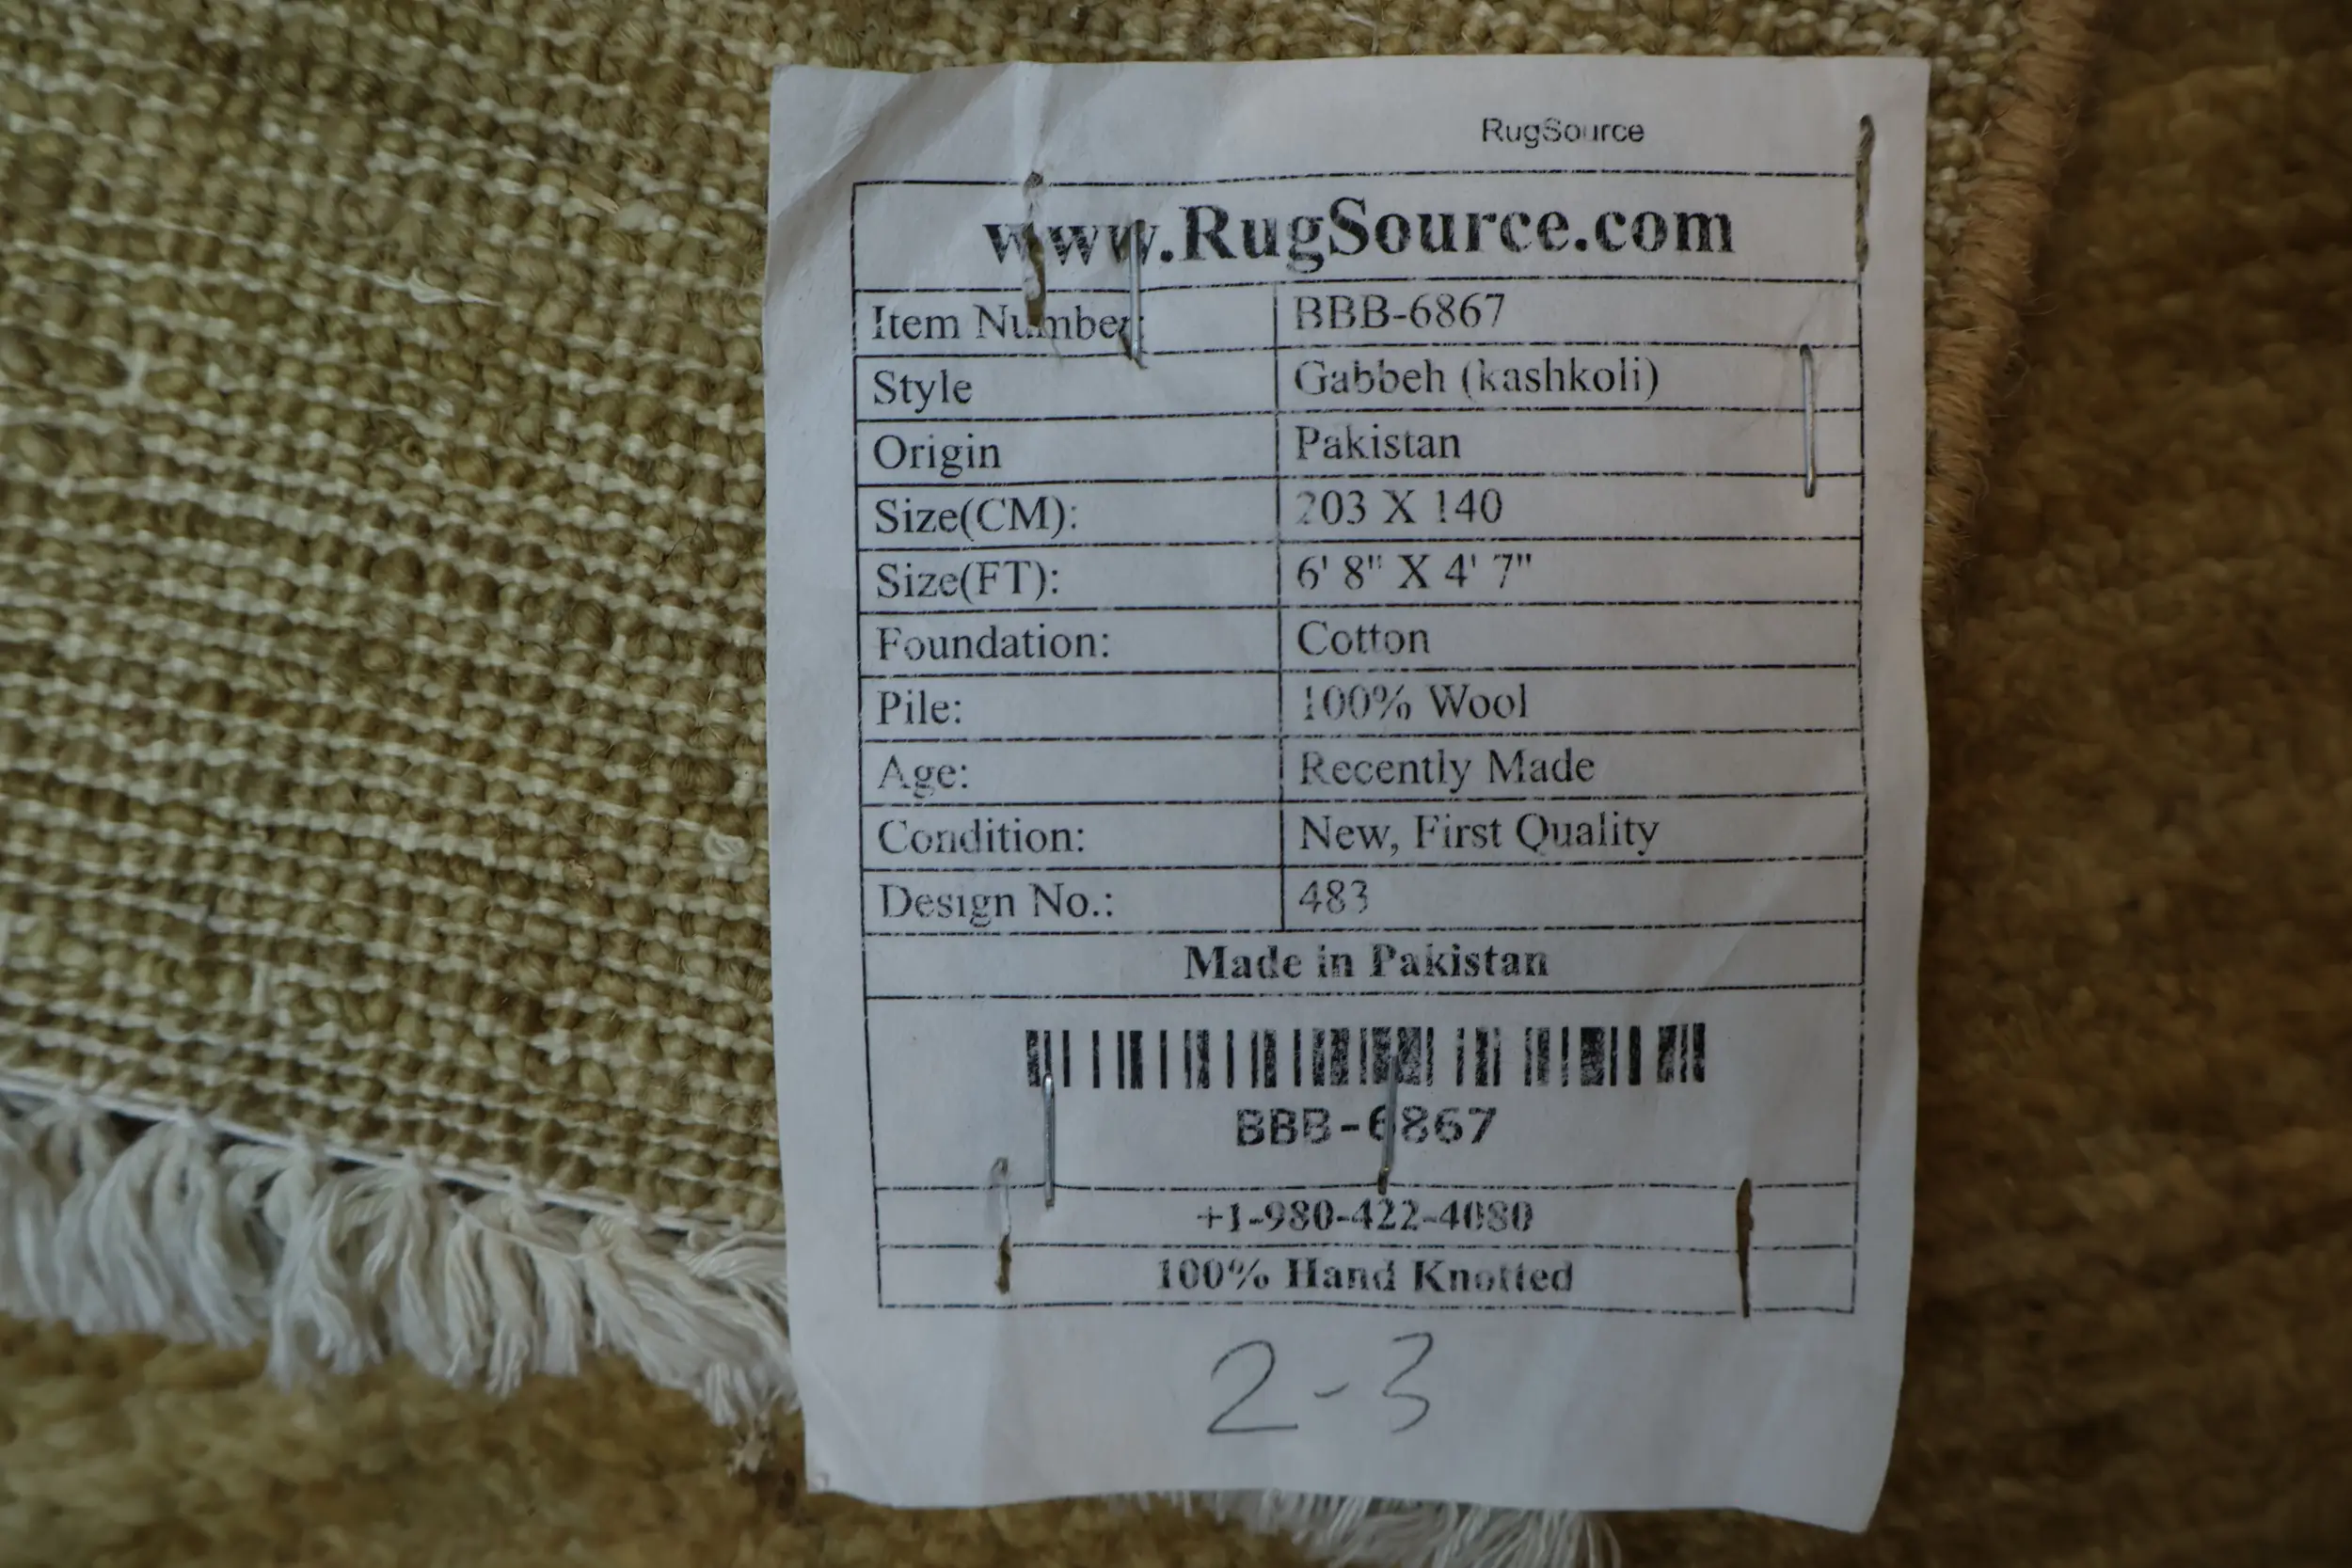 RugSource
www.RugSource.com
Item Number: BBB-6867
Style Gabbeh (kashkoli)
Origin Pakistan
Size(CM): 203 X 140
Size(FT): 6' 8" X 4' 7"
Foundation: Cotton
Pile: 100% Wool
Age: Recently Made
Condition: New, First Quality
Design No.: 483
Made in Pakistan
BBB-6867
+1-980-422-4080
100% Hand Knotted
2-3